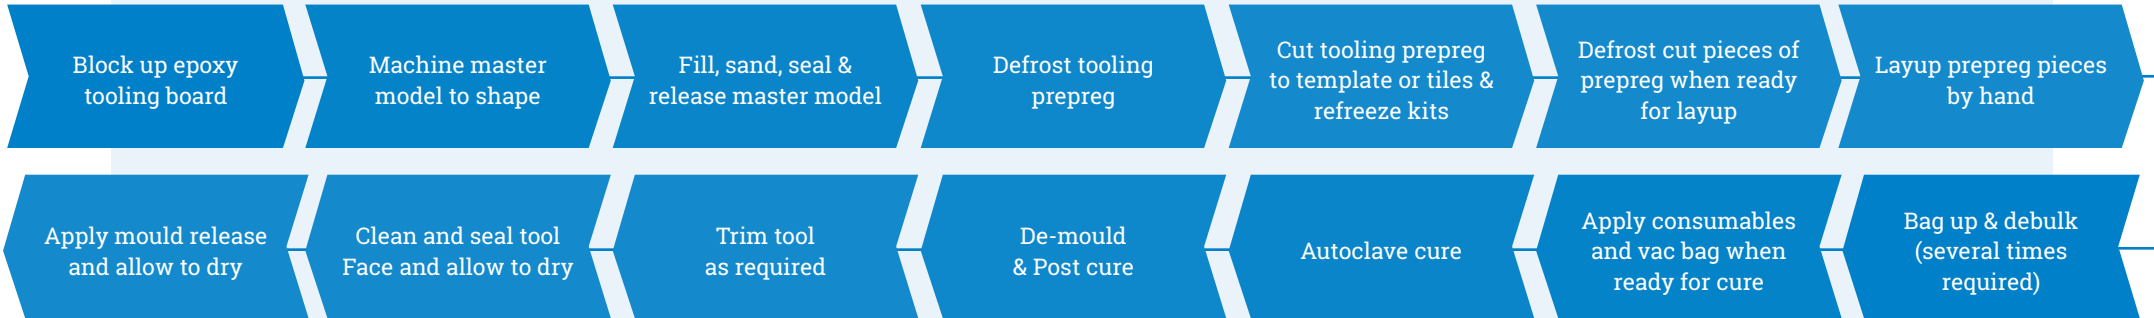 Block up epoxy
tooling board
Machine master
model to shape
Fill, sand, seal &
release master model
Defrost tooling
prepreg
Cut tooling prepreg
to template or tiles &
refreeze kits
Defrost cut pieces of
prepreg when ready
for layup
Layup prepreg pieces
by hand
Bag up & debulk
(several times
required)
Apply consumables
and vac bag when
ready for cure
Autoclave cure
De-mould
& Post cure
Trim tool
as required
Clean and seal tool
Face and allow to dry
Apply mould release
and allow to dry